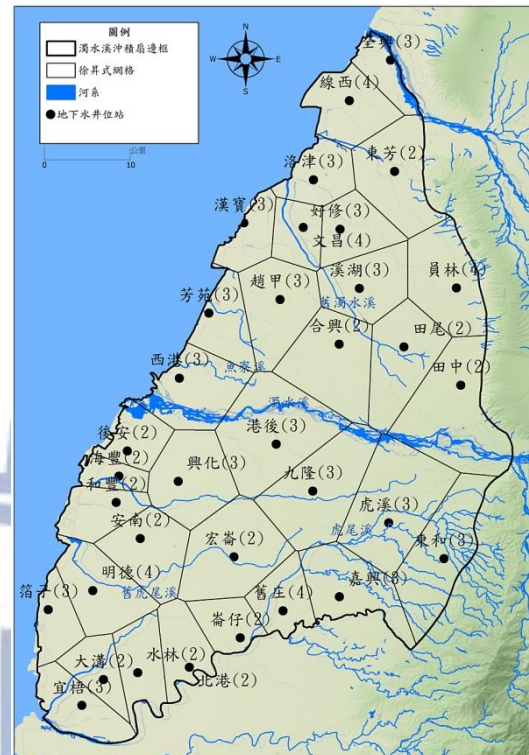 圖例
濁水溪沖積扇邊框
徐昇式網格
河系
地下水井位站
0 10 公里
N
W E
S
全興(3)
線西(4)
東芳(2)
洛津(3)
漢寶(3)
好修(3)
文昌(4)
溪湖(3)
員林(4)
趙甲(3)
芳苑(3)
舊濁水溪
合興(2)
田尾(2)
西港(3)
魚寮溪
田中(2)
濁水溪
後安(2)
港後(3)
海豐(2)
興化(3)
九隆(3)
和豐(2)
虎溪(3)
安南(2)
宏崙(2)
虎尾溪
東和(3)
明德(4)
箔子(3)
舊虎尾溪
舊庄(4)
嘉興(3)
崙仔(2)
大溝(2)
水林(2)
北港(2)
宜梧(3)